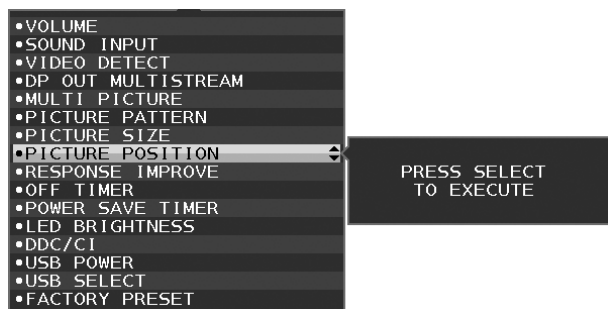 •VOLUME
•SOUND INPUT
•VIDEO DETECT
•DP OUT MULTISTREAM
•MULTI PICTURE
•PICTURE PATTERN
•PICTURE SIZE
•PICTURE POSITION
•RESPONSE IMPROVE
•OFF TIMER
•POWER SAVE TIMER
•LED BRIGHTNESS
•DDC/CI
•USB POWER
•USB SELECT
•FACTORY PRESET
PRESS SELECT
TO EXECUTE